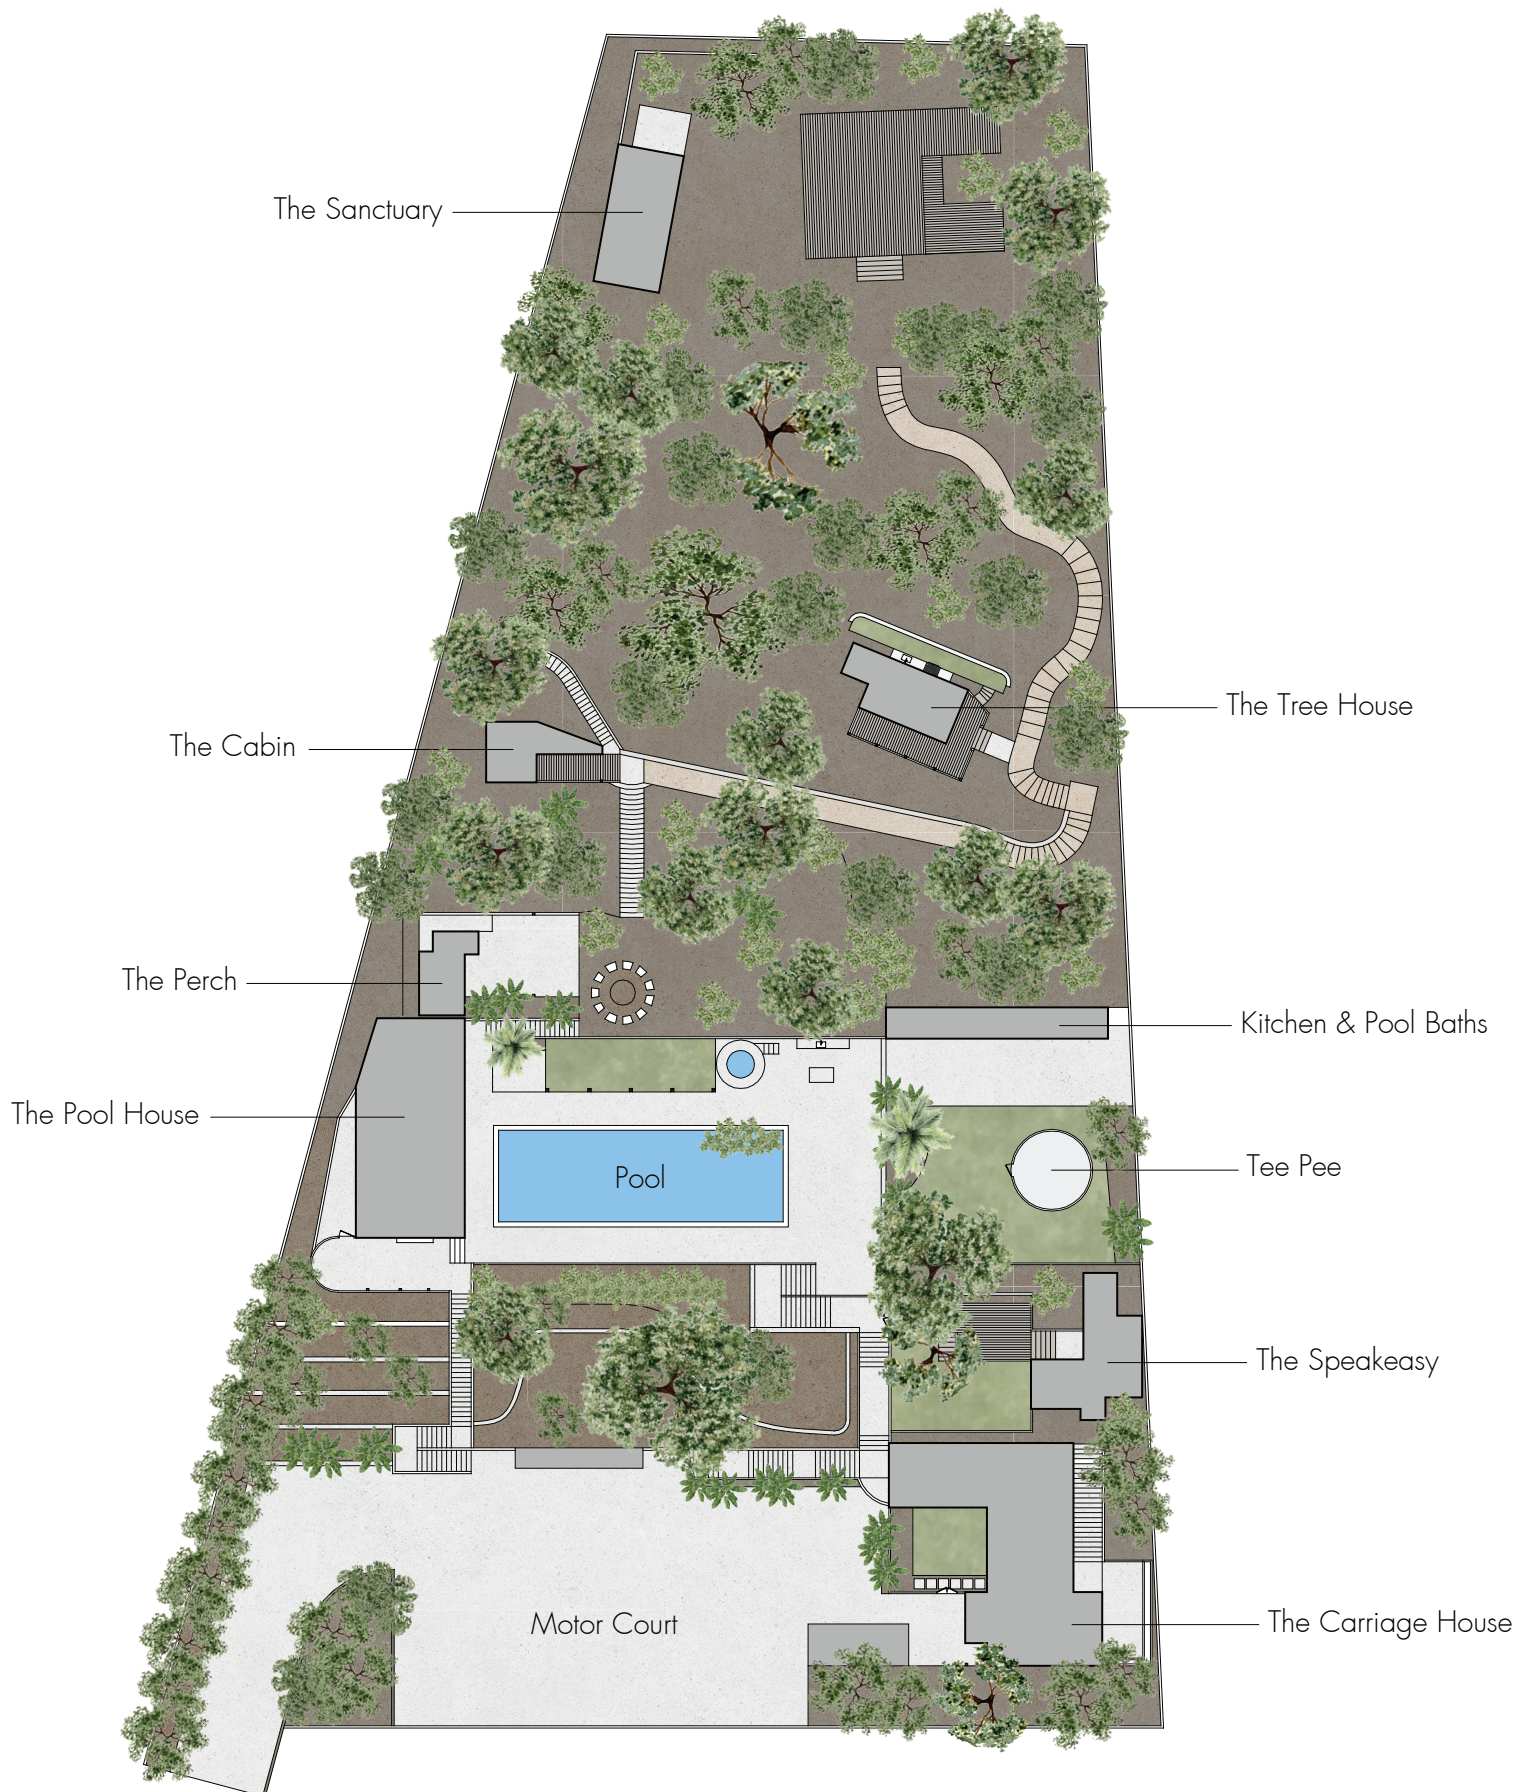 The Sanctuary
The Tree House
The Cabin
The Perch
Kitchen & Pool Baths
The Pool House
Tee Pee
Pool
The Speakeasy
Motor Court
The Carriage House